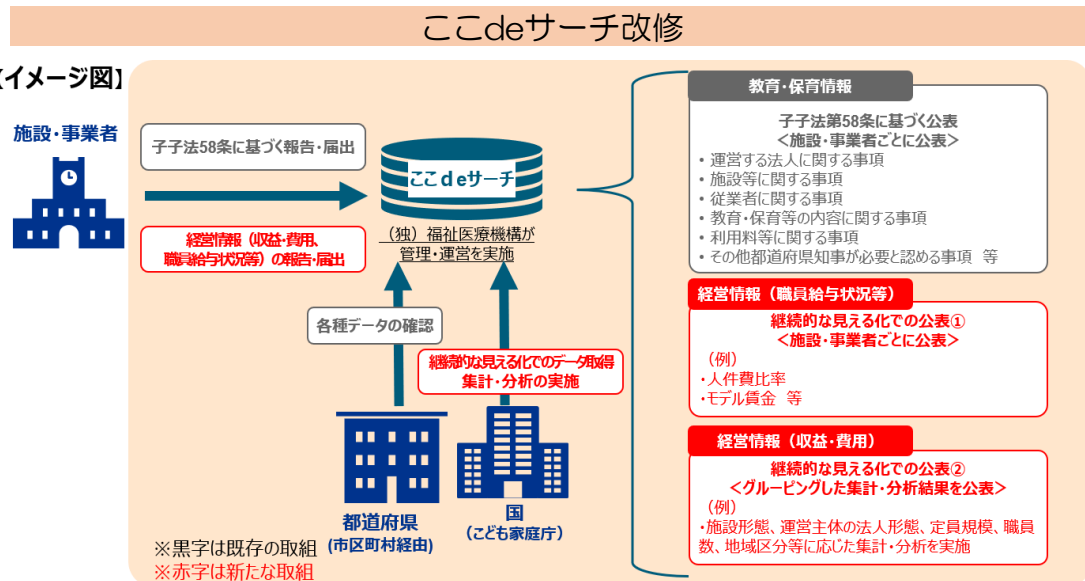 ここdeサーチ改修
【イメージ図】
施設・事業者
子子法58条に基づく報告・届出
経営情報（収益・費用、
職員給与状況等）の報告・届出
ここｄeサーチ
（独）福祉医療機構が
管理・運営を実施
各種データの確認
継続的な見える化でのデータ取得
集計・分析の実施
都道府県
(市区町村経由)
国
（こども家庭庁）
※黒字は既存の取組
※赤字は新たな取組
教育・保育情報
子子法第58条に基づく公表
＜施設・事業者ごとに公表＞
• 運営する法人に関する事項
• 施設等に関する事項
• 従業者に関する事項
• 教育・保育等の内容に関する事項
• 利用料等に関する事項
• その他都道府県知事が必要と認める事項　等
経営情報（職員給与状況等）
継続的な見える化での公表①
＜施設・事業者ごとに公表＞
（例）
・人件費比率
・モデル賃金　等
経営情報（収益・費用）
継続的な見える化での公表②
＜グルーピングした集計・分析結果を公表＞
（例）
・施設形態、運営主体の法人形態、定員規模、職員
数、地域区分等に応じた集計・分析を実施